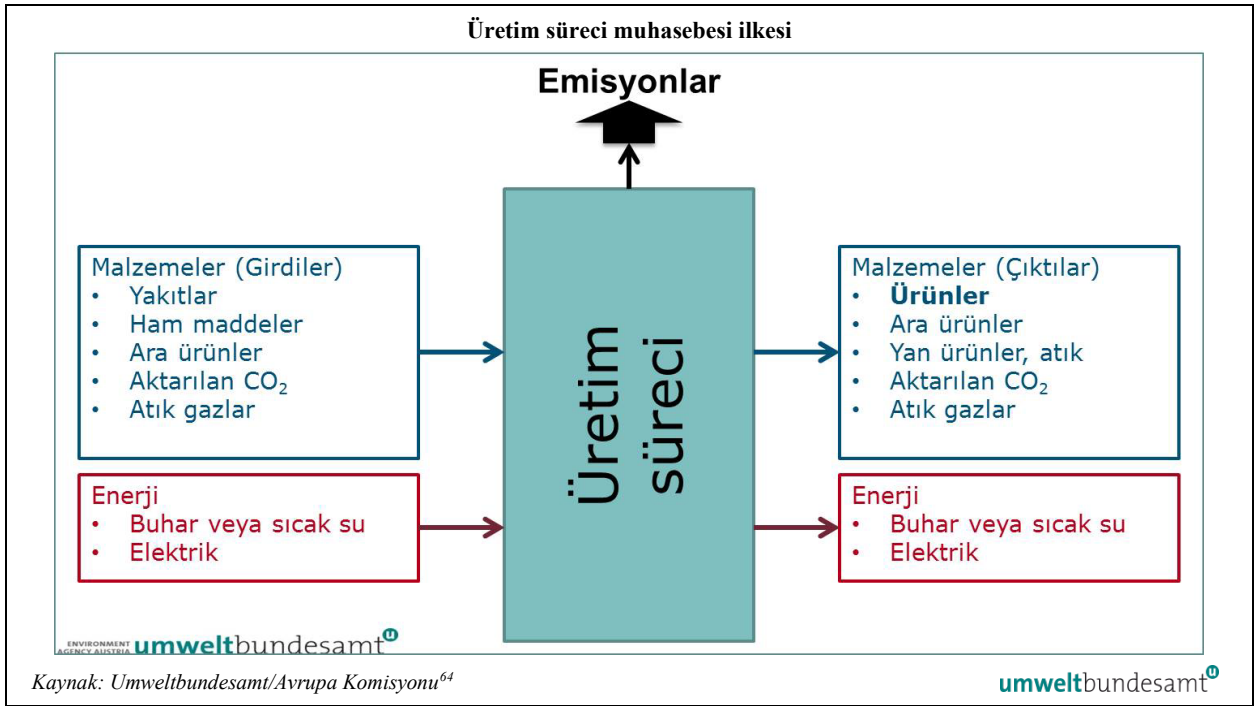 Üretim süreci muhasebesi ilkesi
Emisyonlar
Malzemeler (Girdiler)
• Yakıtlar
• Ham maddeler
• Ara ürünler
• Aktarılan CO₂
• Atık gazlar
Enerji
• Buhar veya sıcak su
• Elektrik
Üretim
süreci
Malzemeler (Çıktılar)
• Ürünler
• Ara ürünler
• Yan ürünler, atık
• Aktarılan CO₂
• Atık gazlar
Enerji
• Buhar veya sıcak su
• Elektrik
ENVIRONMENT
AGENCY AUSTRIA umweltbundesamt
Kaynak: Umweltbundesamt/Avrupa Komisyonu⁶⁴
umweltbundesamt